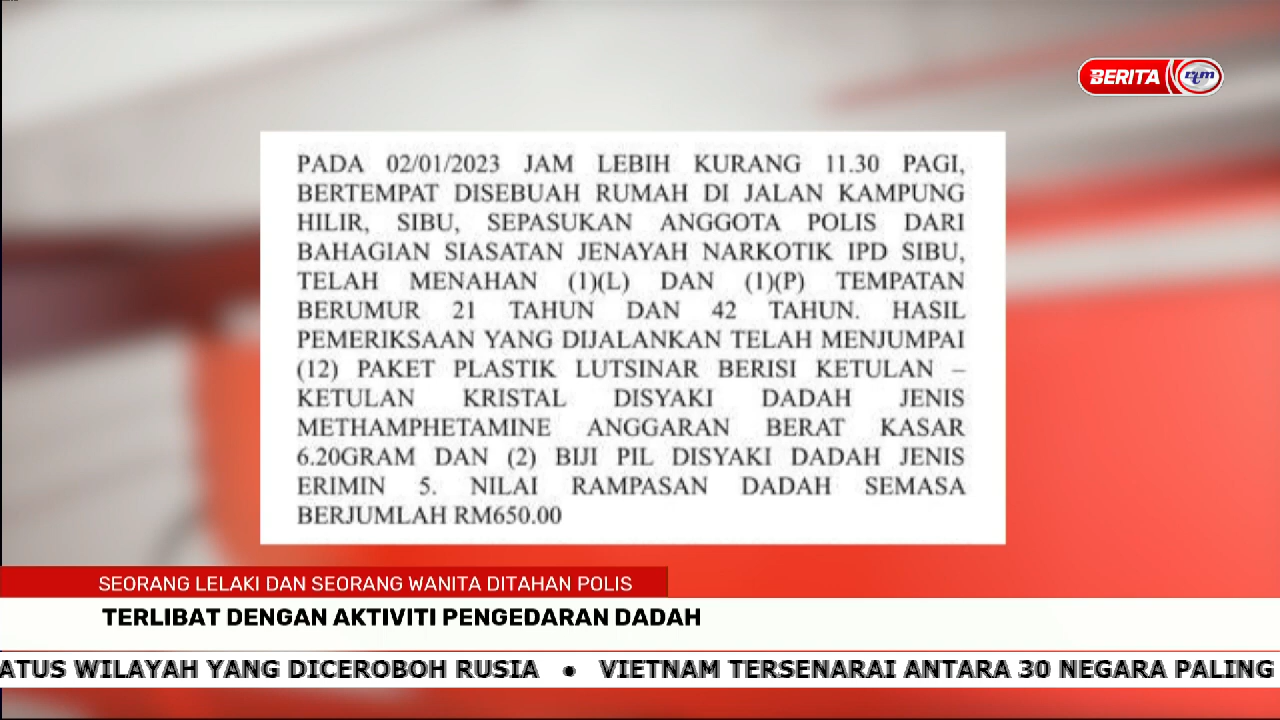 BERITA rtm
PADA 02/01/2023 JAM LEBIH KURANG 11.30 PAGI,
BERTEMPAT DISEBUAH RUMAH DI JALAN KAMPUNG
HILIR, SIBU, SEPASUKAN ANGGOTA POLIS DARI
BAHAGIAN SIASATAN JENAYAH NARKOTIK IPD SIBU,
TELAH MENAHAN (1)(L) DAN (1)(P) TEMPATAN
BERUMUR 21 TAHUN DAN 42 TAHUN. HASIL
PEMERIKSAAN YANG DIJALANKAN TELAH MENJUMPAI
(12) PAKET PLASTIK LUTSINAR BERISI KETULAN –
KETULAN KRISTAL DISYAKI DADAH JENIS
METHAMPHETAMINE ANGGARAN BERAT KASAR
6.20GRAM DAN (2) BIJI PIL DISYAKI DADAH JENIS
ERIMIN 5. NILAI RAMPASAN DADAH SEMASA
BERJUMLAH RM650.00
SEORANG LELAKI DAN SEORANG WANITA DITAHAN POLIS
TERLIBAT DENGAN AKTIVITI PENGEDARAN DADAH
ATUS WILAYAH YANG DICEROBOH RUSIA • VIETNAM TERSENARAI ANTARA 30 NEGARA PALING